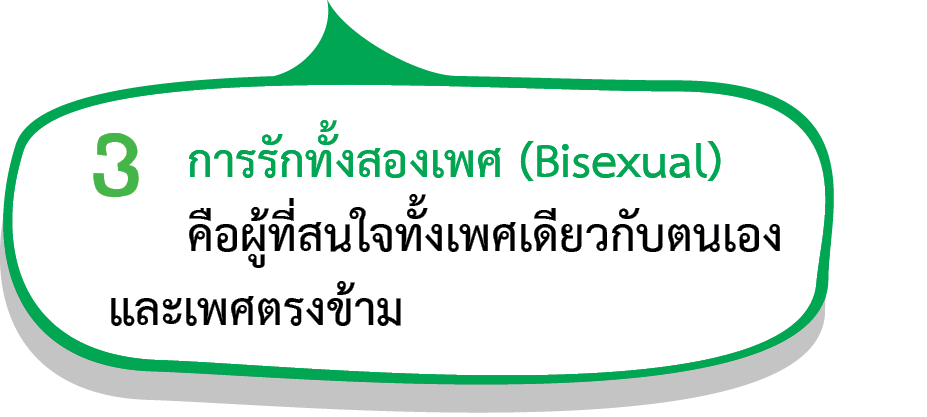 3 การรักทั้งสองเพศ (Bisexual)
คือผู้ที่สนใจทั้งเพศเดียวกับตนเอง
และเพศตรงข้าม